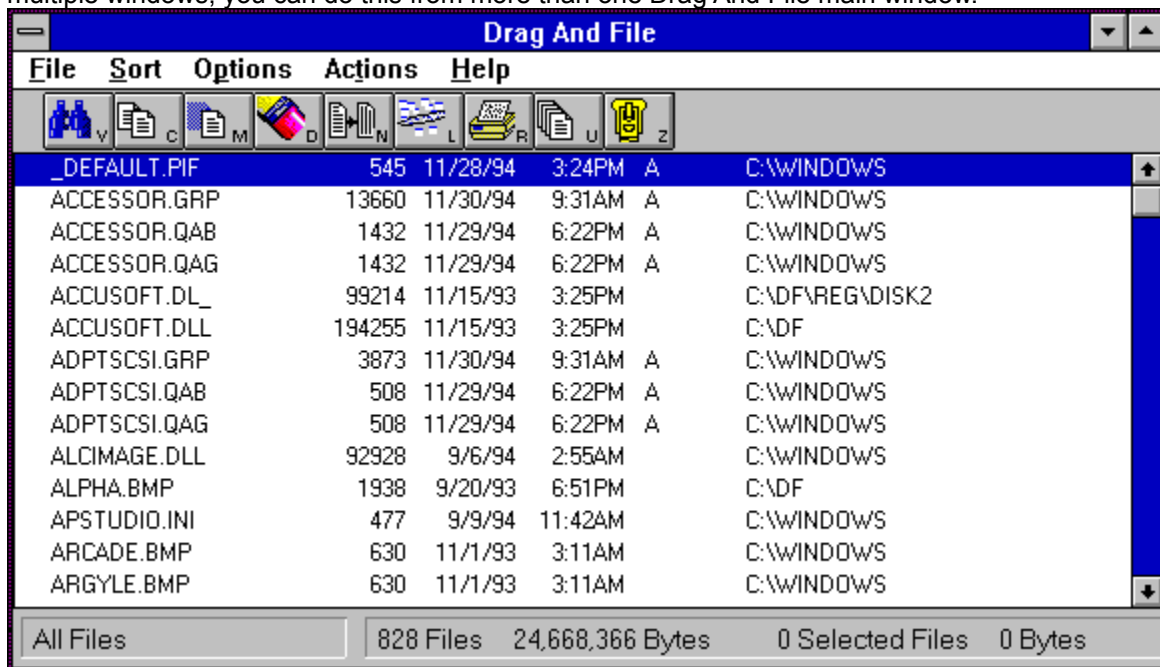 multiple windows, you can do this from more than one Drag And File main window.
Drag And File
File Sort Options Actions Help
V C M D N L R U Z
_DEFAULT.PIF 545 11/28/94 3:24PM A C:\WINDOWS
ACCESSOR.GRP 13660 11/30/94 9:31AM A C:\WINDOWS
ACCESSOR.QAB 1432 11/29/94 6:22PM A C:\WINDOWS
ACCESSOR.QAG 1432 11/29/94 6:22PM A C:\WINDOWS
ACCUSOFT.DL_ 99214 11/15/93 3:25PM C:\DF\REG\DISK2
ACCUSOFT.DLL 194255 11/15/93 3:25PM C:\DF
ADPTSCSI.GRP 3873 11/30/94 9:31AM A C:\WINDOWS
ADPTSCSI.QAB 508 11/29/94 6:22PM A C:\WINDOWS
ADPTSCSI.QAG 508 11/29/94 6:22PM A C:\WINDOWS
ALCIMAGE.DLL 92928 9/6/94 2:55AM C:\WINDOWS
ALPHA.BMP 1938 9/20/93 6:51PM C:\DF
APSTUDIO.INI 477 9/9/94 11:42AM C:\WINDOWS
ARCADE.BMP 630 11/1/93 3:11AM C:\WINDOWS
ARGYLE.BMP 630 11/1/93 3:11AM C:\WINDOWS
All Files 828 Files 24,668,366 Bytes 0 Selected Files 0 Bytes